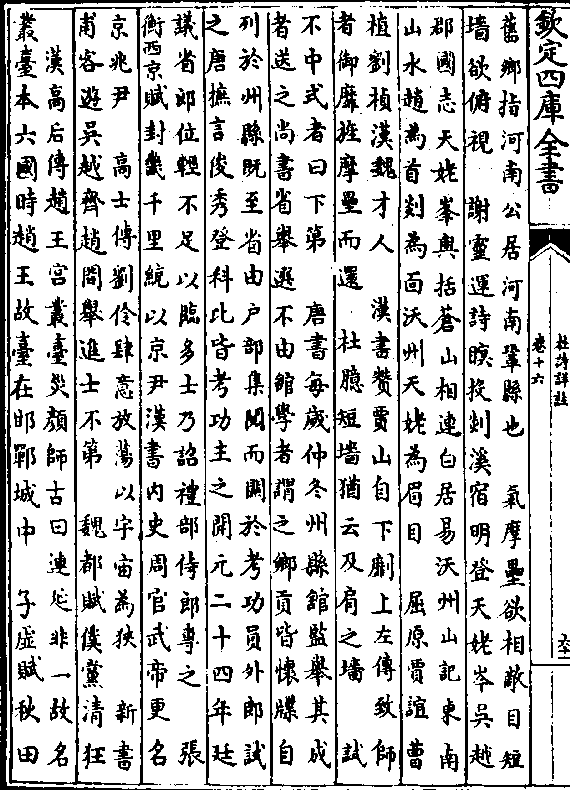 欽定四庫全書
杜詩詳註
卷十六
舊鄉指河南公居河南鞏縣也 氣摩壘欲相敵目短
墻欲俯視 謝靈運詩暝投剡溪宿明登天姥岑吳越
郡國志天姥峯與括蒼山相連白居易沃州山記東南
山水越為首剡為面沃州天姥為眉目 屈原賈誼曹
植劉楨漢魏才人 漢書贊賈山自下劘上左傳致師
者御靡旌摩壘而還 杜臆短墻猶云及肩之墻 試
不中式者曰下第 唐書每歲仲冬州縣館監舉其成
者送之尚書省舉選不由館學者謂之鄉貢皆懷牒自
列於州縣既至省由户部集閱而關於考功員外郎試
之唐摭言俊秀登科比皆考功主之開元二十四年廷
議省郎位輕不足以臨多士乃詔禮部侍郎專之 張
衡西京賦封畿千里統以京尹漢書内史周官武帝更名
京兆尹 高士傳劉伶肆意放蕩以宇宙為狹 新書
甫客遊吳越齊趙間舉進士不第 魏都賦僕黨清狂
漢高后傳趙王宫叢臺災顔師古曰連延非一故名
叢臺本六國時趙王故臺在邯鄲城中 子虛賦秋田